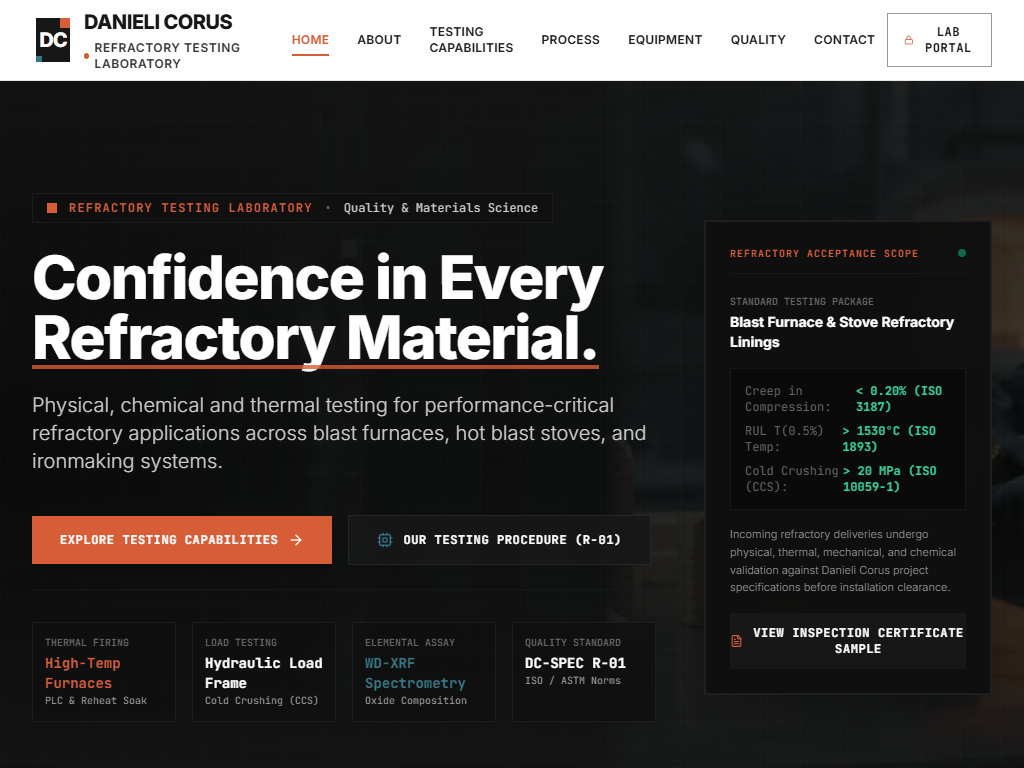 DC
DANIELI CORUS
REFRACTORY TESTING
LABORATORY
HOME
ABOUT
TESTING
CAPABILITIES
PROCESS
EQUIPMENT
QUALITY
CONTACT
LAB
PORTAL
REFRACTORY TESTING LABORATORY • Quality & Materials Science
Confidence in Every
Refractory Material.
Physical, chemical and thermal testing for performance-critical
refractory applications across blast furnaces, hot blast stoves, and
ironmaking systems.
EXPLORE TESTING CAPABILITIES →
OUR TESTING PROCEDURE (R-01)
THERMAL FIRING
High-Temp
Furnaces
PLC & Reheat Soak
LOAD TESTING
Hydraulic Load
Frame
Cold Crushing (CCS)
ELEMENTAL ASSAY
WD-XRF
Spectrometry
Oxide Composition
QUALITY STANDARD
DC-SPEC R-01
ISO / ASTM Norms
REFRACTORY ACCEPTANCE SCOPE
STANDARD TESTING PACKAGE
Blast Furnace & Stove Refractory
Linings
Creep in < 0.20% (ISO
Compression: 3187)
RUL T(0.5%) > 1530°C (ISO
Temp: 1893)
Cold Crushing > 20 MPa (ISO
(CCS): 10059-1)
Incoming refractory deliveries undergo
physical, thermal, mechanical, and chemical
validation against Danieli Corus project
specifications before installation clearance.
VIEW INSPECTION CERTIFICATE
SAMPLE